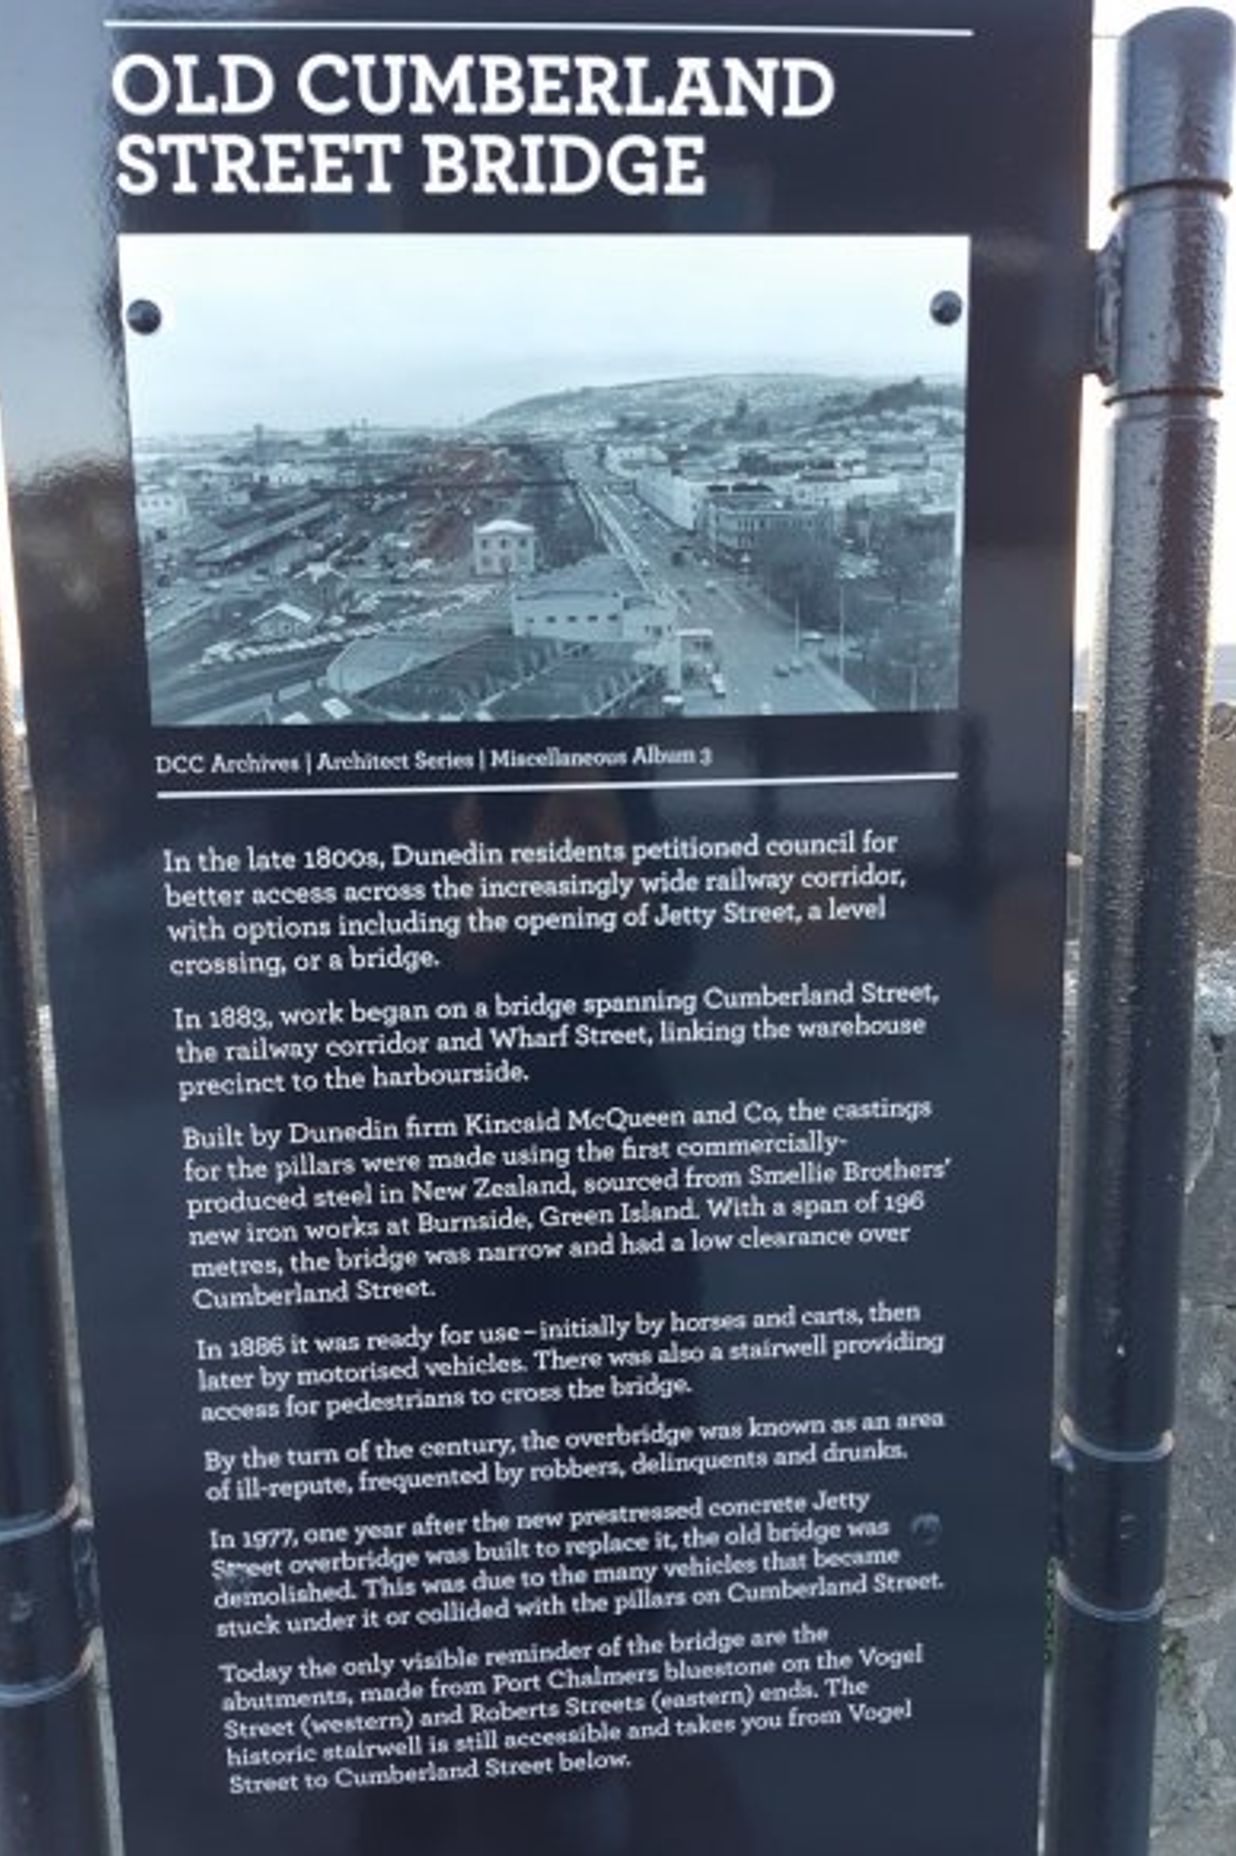 OLD CUMBERLAND
STREET BRIDGE
DCC Archives | Architect Series | Miscellaneous Album 3
In the late 1800s, Dunedin residents petitioned council for
better access across the increasingly wide railway corridor,
with options including the opening of Jetty Street, a level
crossing, or a bridge.
In 1883, work began on a bridge spanning Cumberland Street,
the railway corridor and Wharf Street, linking the warehouse
precinct to the harbourside.
Built by Dunedin firm Kincaid McQueen and Co, the castings
for the pillars were made using the first commercially-
produced steel in New Zealand, sourced from Smellie Brothers'
new iron works at Burnside, Green Island. With a span of 196
metres, the bridge was narrow and had a low clearance over
Cumberland Street.
In 1886 it was ready for use – initially by horses and carts, then
later by motorised vehicles. There was also a stairwell providing
access for pedestrians to cross the bridge.
By the turn of the century, the overbridge was known as an area
of ill-repute, frequented by robbers, delinquents and drunks.
In 1977, one year after the new prestressed concrete Jetty
Street overbridge was built to replace it, the old bridge was
demolished. This was due to the many vehicles that became
stuck under it or collided with the pillars on Cumberland Street.
Today the only visible reminder of the bridge are the
abutments, made from Port Chalmers bluestone on the Vogel
Street (western) and Roberts Streets (eastern) ends. The
historic stairwell is still accessible and takes you from Vogel
Street to Cumberland Street below.